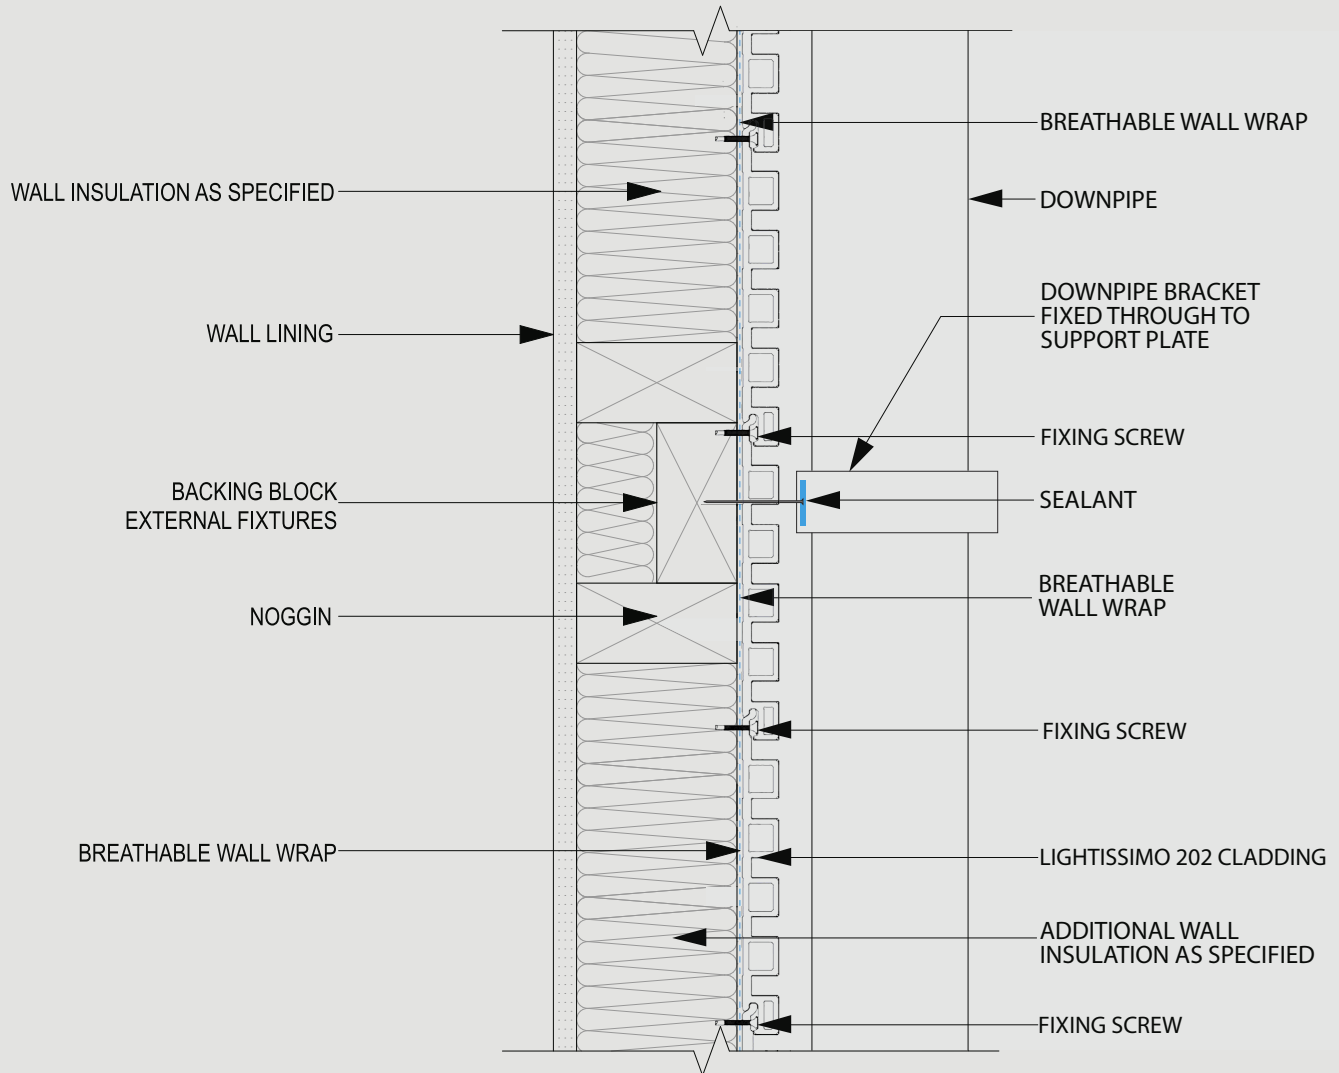 WALL INSULATION AS SPECIFIED
WALL LINING
BACKING BLOCK
EXTERNAL FIXTURES
NOGGIN
BREATHABLE WALL WRAP
BREATHABLE WALL WRAP
DOWNPIPE
DOWNPIPE BRACKET
FIXED THROUGH TO
SUPPORT PLATE
FIXING SCREW
SEALANT
BREATHABLE
WALL WRAP
FIXING SCREW
LIGHTISSIMO 202 CLADDING
ADDITIONAL WALL
INSULATION AS SPECIFIED
FIXING SCREW